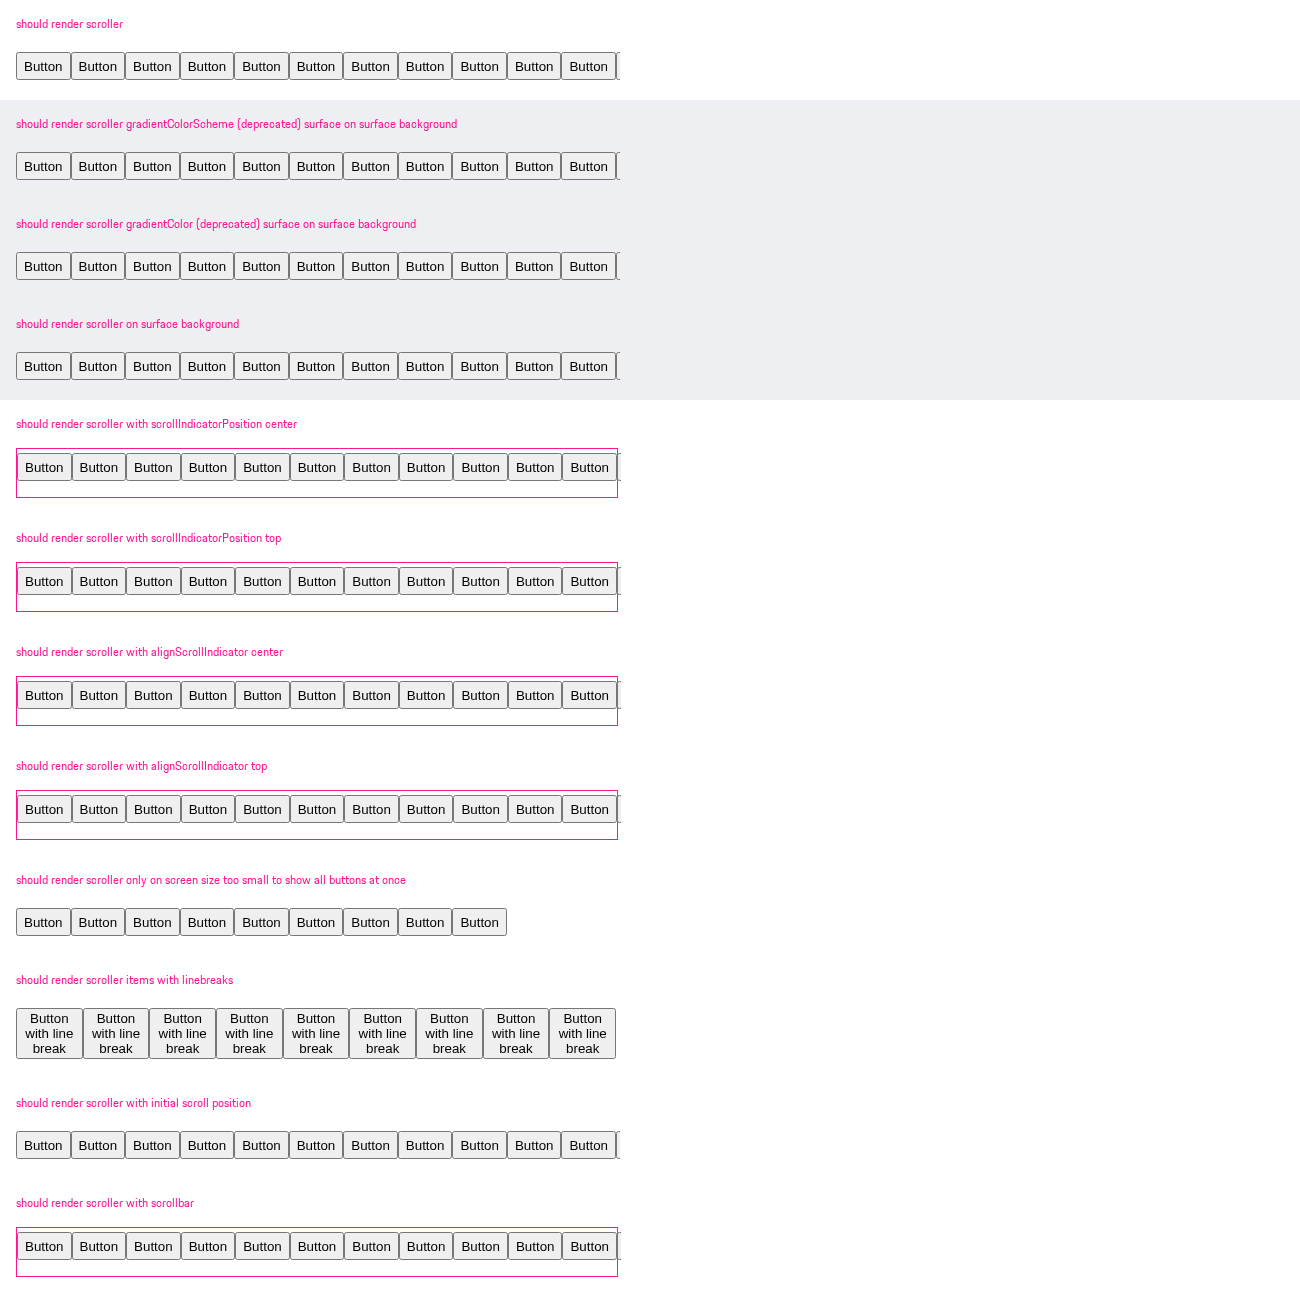 should render scroller
Button Button Button Button Button Button Button Button Button Button Button
should render scroller gradientColorScheme (deprecated) surface on surface background
Button Button Button Button Button Button Button Button Button Button Button
should render scroller gradientColor (deprecated) surface on surface background
Button Button Button Button Button Button Button Button Button Button Button
should render scroller on surface background
Button Button Button Button Button Button Button Button Button Button Button
should render scroller with scrollIndicatorPosition center
Button Button Button Button Button Button Button Button Button Button Button
should render scroller with scrollIndicatorPosition top
Button Button Button Button Button Button Button Button Button Button Button
should render scroller with alignScrollIndicator center
Button Button Button Button Button Button Button Button Button Button Button
should render scroller with alignScrollIndicator top
Button Button Button Button Button Button Button Button Button Button Button
should render scroller only on screen size too small to show all buttons at once
Button Button Button Button Button Button Button Button Button
should render scroller items with linebreaks
Button Button Button Button Button Button Button Button Button
with line with line with line with line with line with line with line with line with line
break break break break break break break break break
should render scroller with initial scroll position
Button Button Button Button Button Button Button Button Button Button Button
should render scroller with scrollbar
Button Button Button Button Button Button Button Button Button Button Button